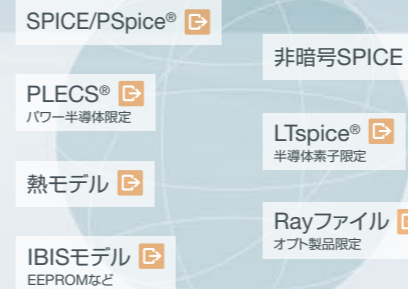 SPICE/PSpice®
非暗号SPICE
PLECS®
パワー半導体限定
LTspice®
半導体素子限定
熱モデル
Rayファイル
オプト製品限定
IBISモデル
EEPROMなど